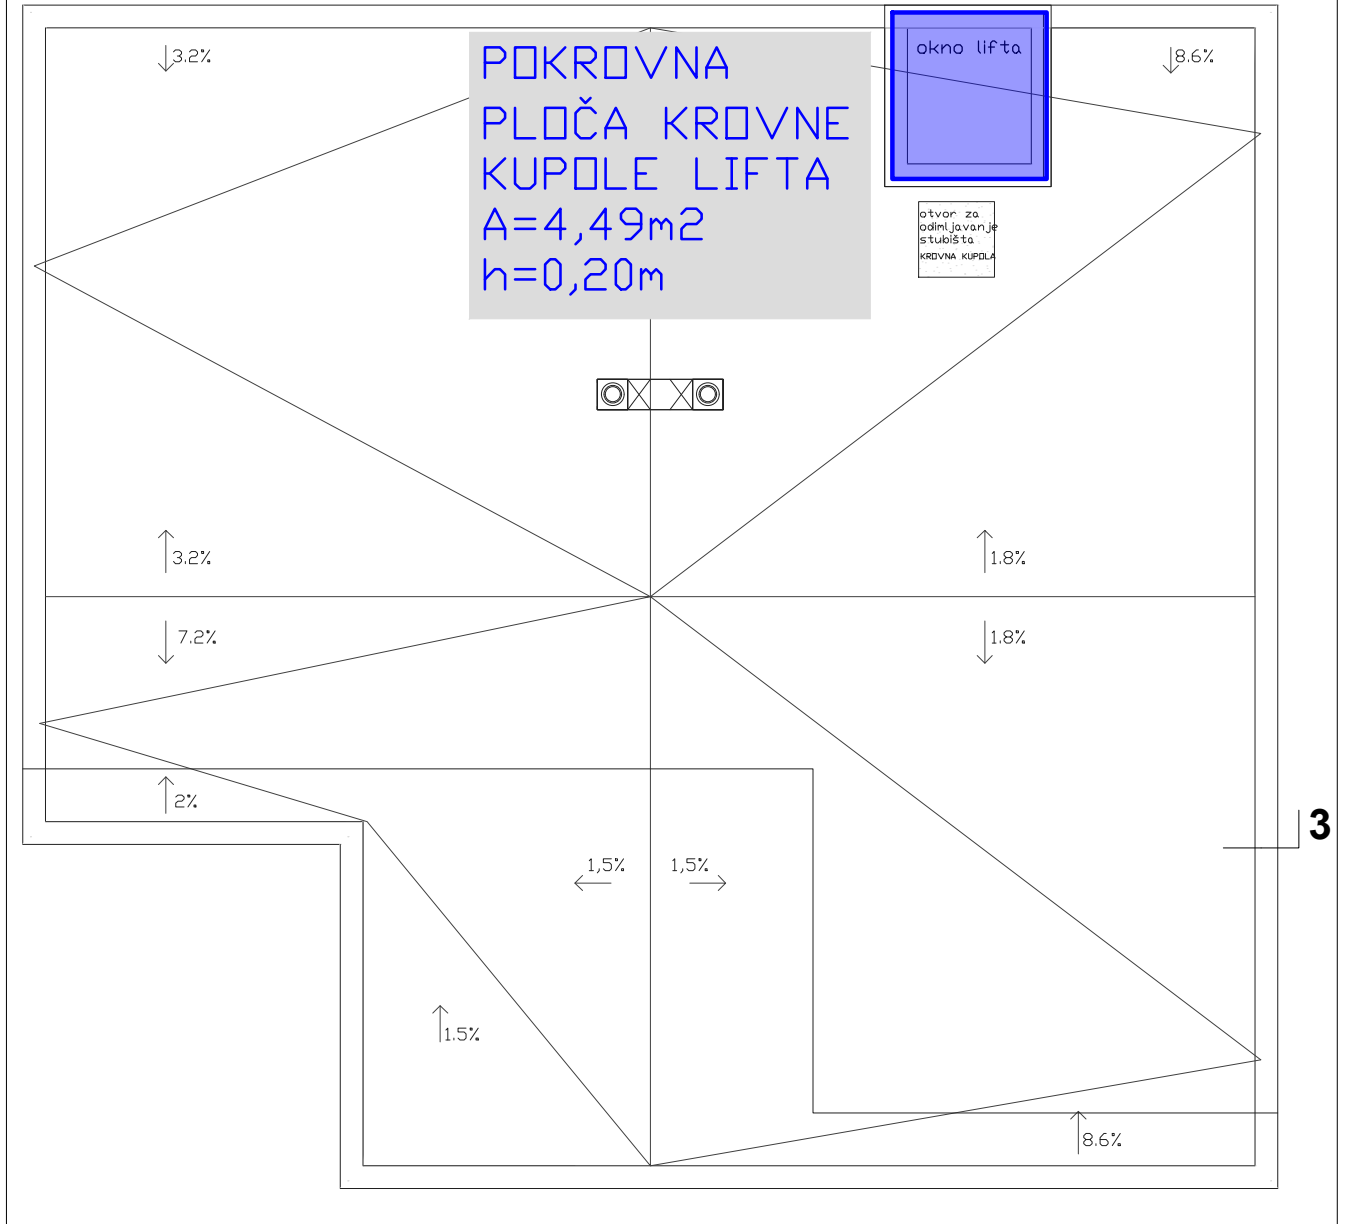 3.2%
POKROVNA
PLOČA KROVNE
KUPOLE LIFTA
A=4,49m2
h=0,20m
okno lifta
8.6%
otvor za
odimljavanje
stubišta
KROVNA KUPOLA
3.2%
1.8%
7.2%
1.8%
2%
3
1,5%
1,5%
1.5%
8.6%